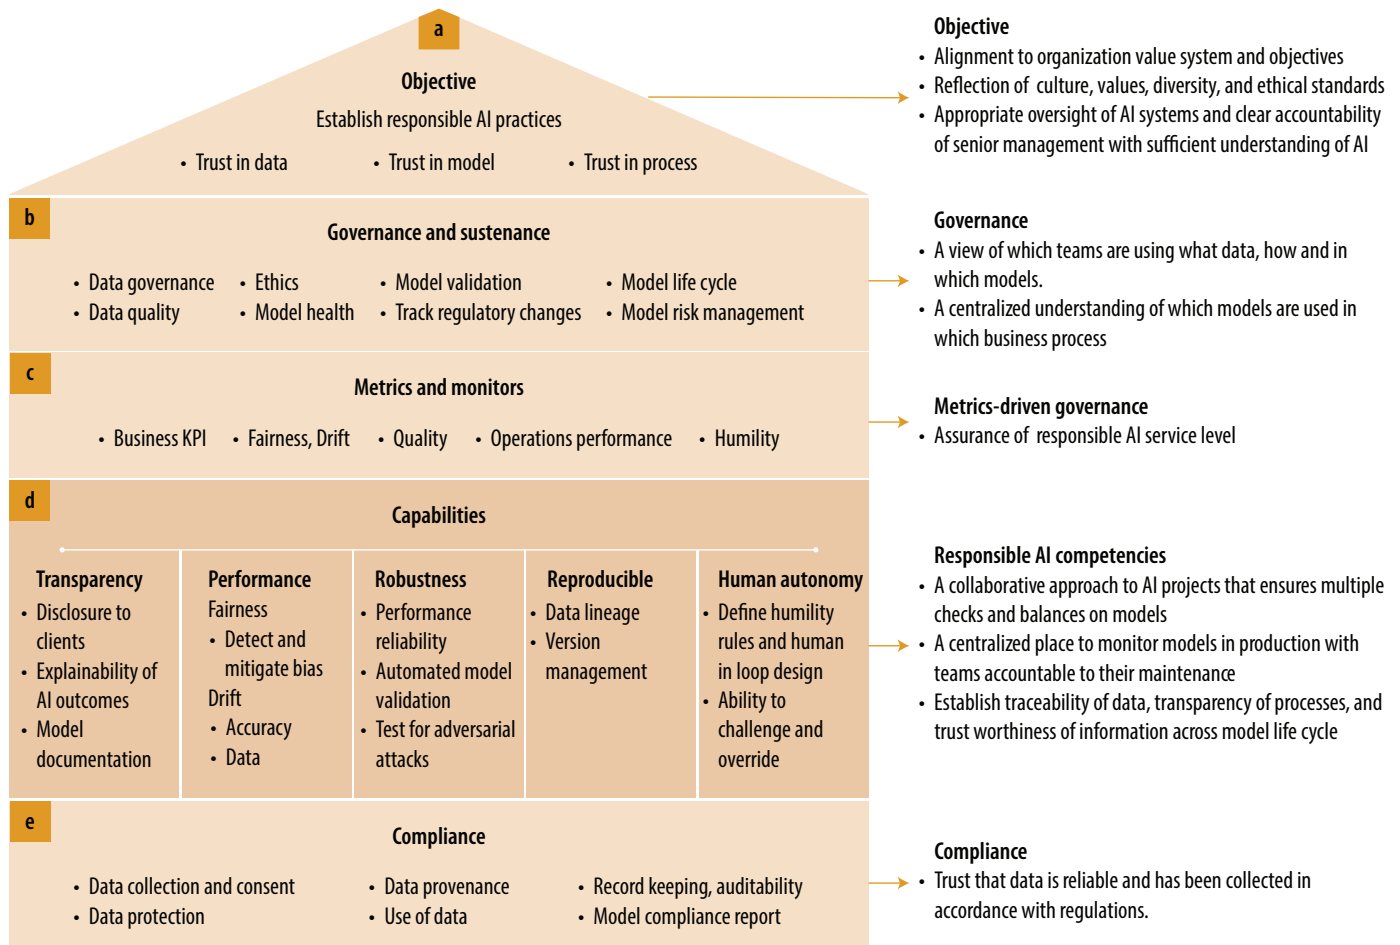 a
Objective
Establish responsible AI practices
• Trust in data
• Trust in model
• Trust in process
Objective
• Alignment to organization value system and objectives
• Reflection of culture, values, diversity, and ethical standards
• Appropriate oversight of AI systems and clear accountability
of senior management with sufficient understanding of AI
b
Governance and sustenance
• Data governance
• Ethics
• Model validation
• Model life cycle
• Data quality
• Model health
• Track regulatory changes
• Model risk management
Governance
• A view of which teams are using what data, how and in
which models.
• A centralized understanding of which models are used in
which business process
c
Metrics and monitors
• Business KPI
• Fairness, Drift
• Quality
• Operations performance
• Humility
Metrics-driven governance
• Assurance of responsible AI service level
d
Capabilities
Transparency
• Disclosure to
clients
• Explainability of
AI outcomes
• Model
documentation
Performance
Fairness
• Detect and
mitigate bias
Drift
• Accuracy
• Data
Robustness
• Performance
reliability
• Automated model
validation
• Test for adversarial
attacks
Reproducible
• Data lineage
• Version
management
Human autonomy
• Define humility
rules and human
in loop design
• Ability to
challenge and
override
Responsible AI competencies
• A collaborative approach to AI projects that ensures multiple
checks and balances on models
• A centralized place to monitor models in production with
teams accountable to their maintenance
• Establish traceability of data, transparency of processes, and
trust worthiness of information across model life cycle
e
Compliance
• Data collection and consent
• Data provenance
• Record keeping, auditability
• Data protection
• Use of data
• Model compliance report
Compliance
• Trust that data is reliable and has been collected in
accordance with regulations.